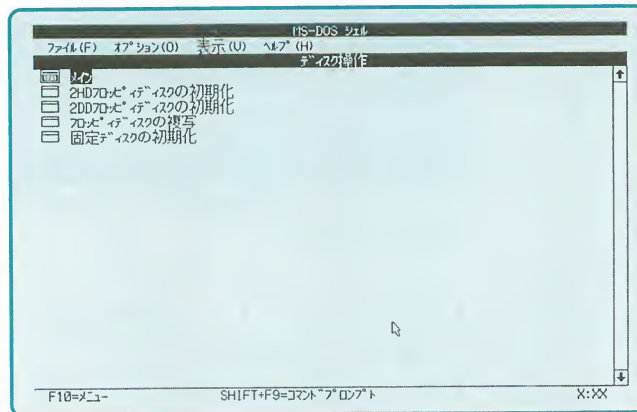 MS-DOS シェル
ファイル(F) オプション(O) 表示(V) ヘルプ(H)
ディスク操作
メイン
2HDフロッピィディスクの初期化
2DDフロッピィディスクの初期化
フロッピィディスクの複写
固定ディスクの初期化
F10=メニュー SHIFT+F9=コマンドプロンプト X:XX